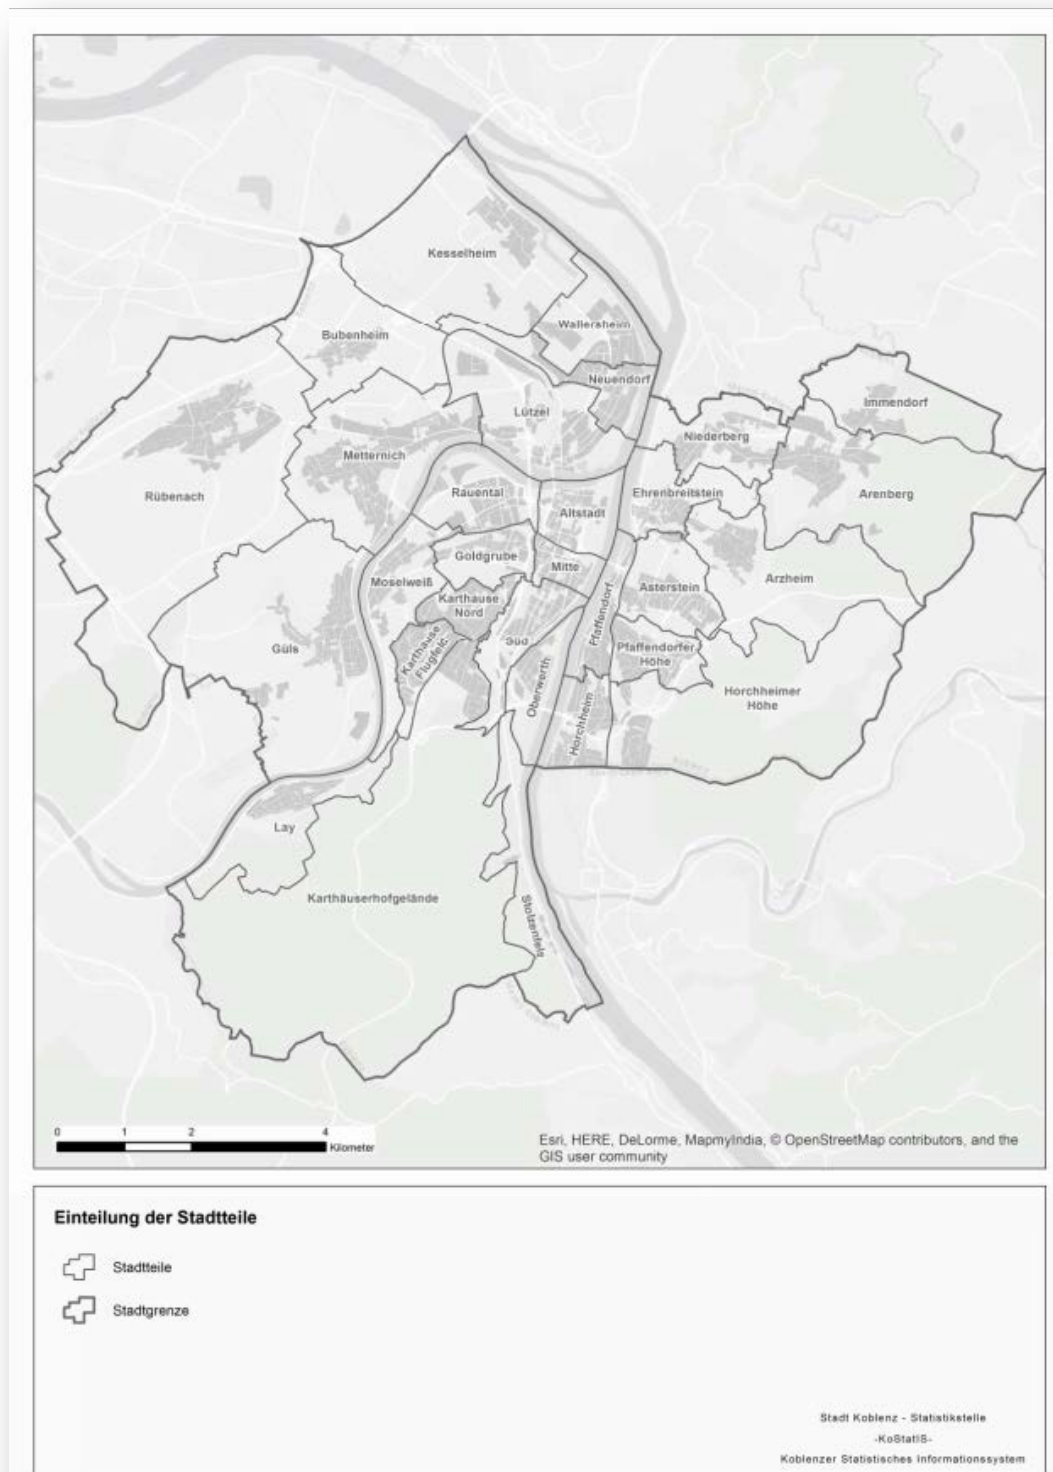 Kesselheim
Wallersheim
Bubenheim
Neuendorf
Immendorf
Lützel
Niederberg
Metternich
Rübenach
Rauental
Ehrenbreitstein
Arenberg
Altstadt
Goldgrube
Mitte
Moselweiß
Asterstein
Arzheim
Karthause
Nord
Pfaffendorf
Süd
Güls
Karthause
Flugfeld
Pfaffendorfer
Höhe
Oberwerth
Horchheimer
Höhe
Horchheim
Lay
Karthäuserhofgelände
Stolzenfels
0 1 2 4
Kilometer
Esri, HERE, DeLorme, MapmyIndia, © OpenStreetMap contributors, and the
GIS user community
Einteilung der Stadtteile
Stadtteile
Stadtgrenze
Stadt Koblenz - Statistikstelle
-KoStatIS-
Koblenzer Statistisches Informationssystem